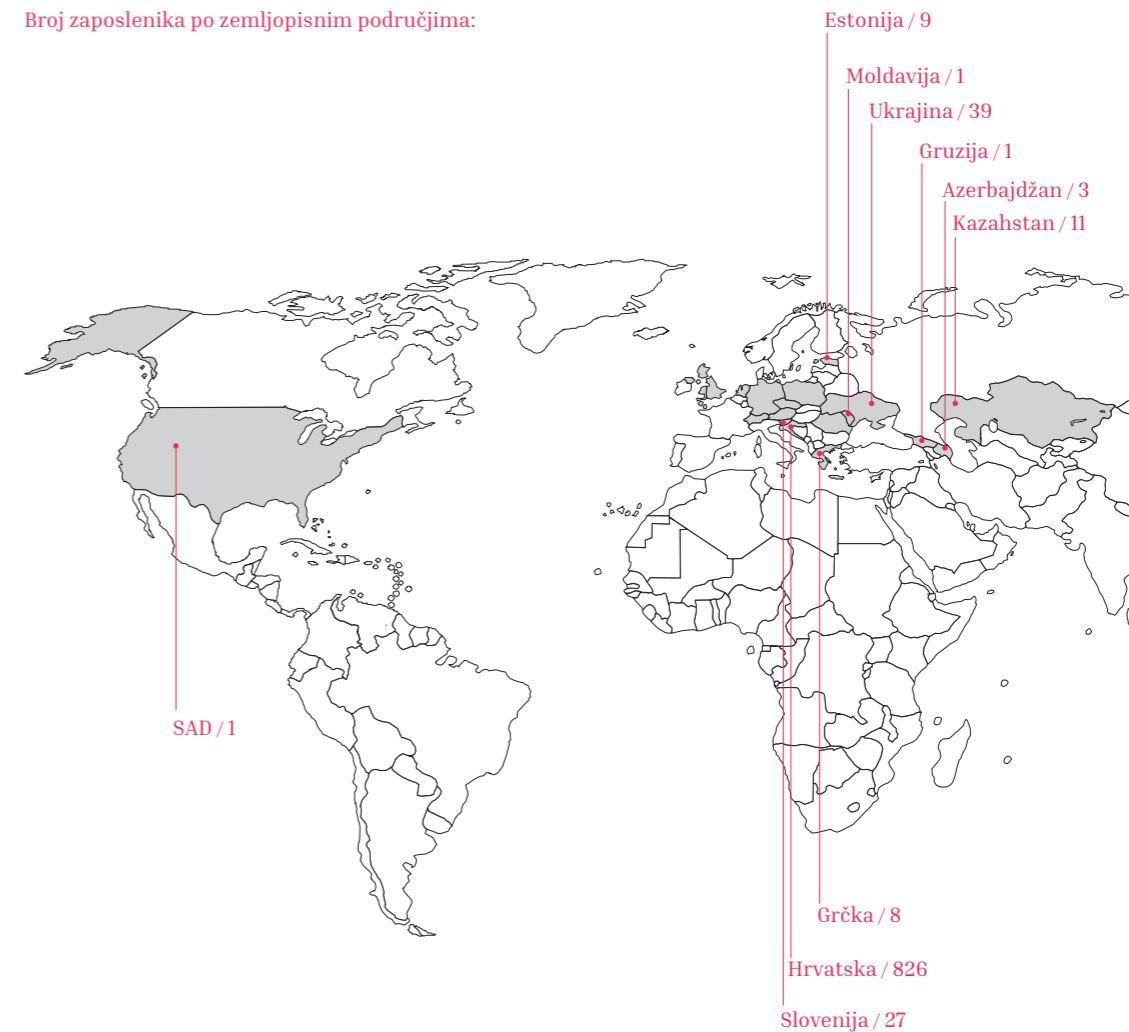 Broj zaposlenika po zemljopisnim područjima:
Estonija / 9
Moldavija / 1
Ukrajina / 39
Gruzija / 1
Azerbajdžan / 3
Kazahstan / 11
SAD / 1
Grčka / 8
Hrvatska / 826
Slovenija / 27